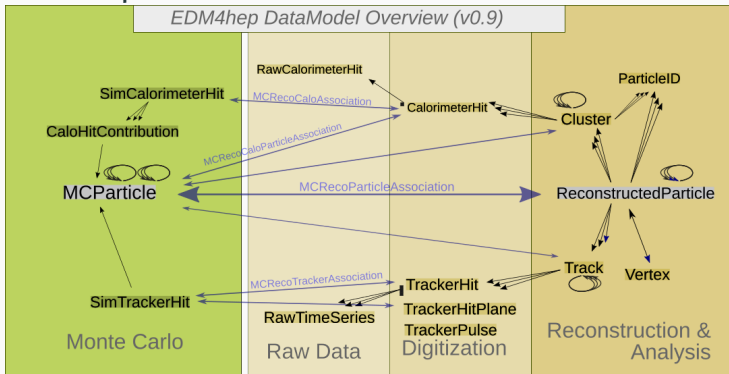 EDM4hep DataModel Overview (v0.9)
RawCalorimeterHit
ParticleID
SimCalorimeterHit
MCRecoCaloAssociation
CalorimeterHit
Cluster
CaloHitContribution
MCRecoCaloParticleAssociation
MCParticle
MCRecoParticleAssociation
ReconstructedParticle
MCRecoTrackerAssociation
TrackerHit
Track
Vertex
SimTrackerHit
RawTimeSeries
TrackerHitPlane
TrackerPulse
Monte Carlo
Raw Data
Digitization
Reconstruction &
Analysis